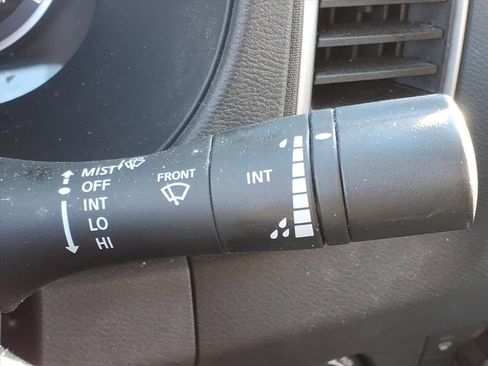 MIST
OFF
INT
LO
HI
FRONT
INT